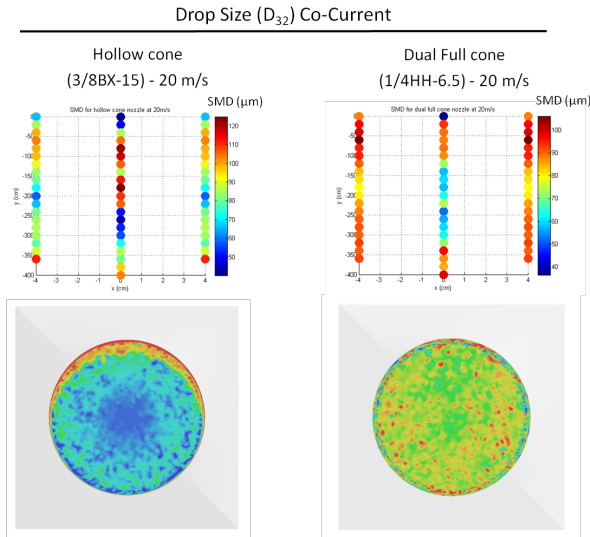 Drop Size (D₃₂) Co-Current
Hollow cone
(3/8BX-15) - 20 m/s
SMD (µm)
SMD for hollow cone nozzle at 20m/s
0
-50
-100
-150
-200
-250
-300
-350
-400
y (cm)
-4 -3 -2 -1 0 1 2 3 4
x (cm)
120
110
100
90
80
70
60
50
Dual Full cone
(1/4HH-6.5) - 20 m/s
SMD (µm)
SMD for dual full cone nozzle at 20m/s
0
-50
-100
-150
-200
-250
-300
-350
-400
y (cm)
-4 -3 -2 -1 0 1 2 3 4
x (cm)
100
90
80
70
60
50
40